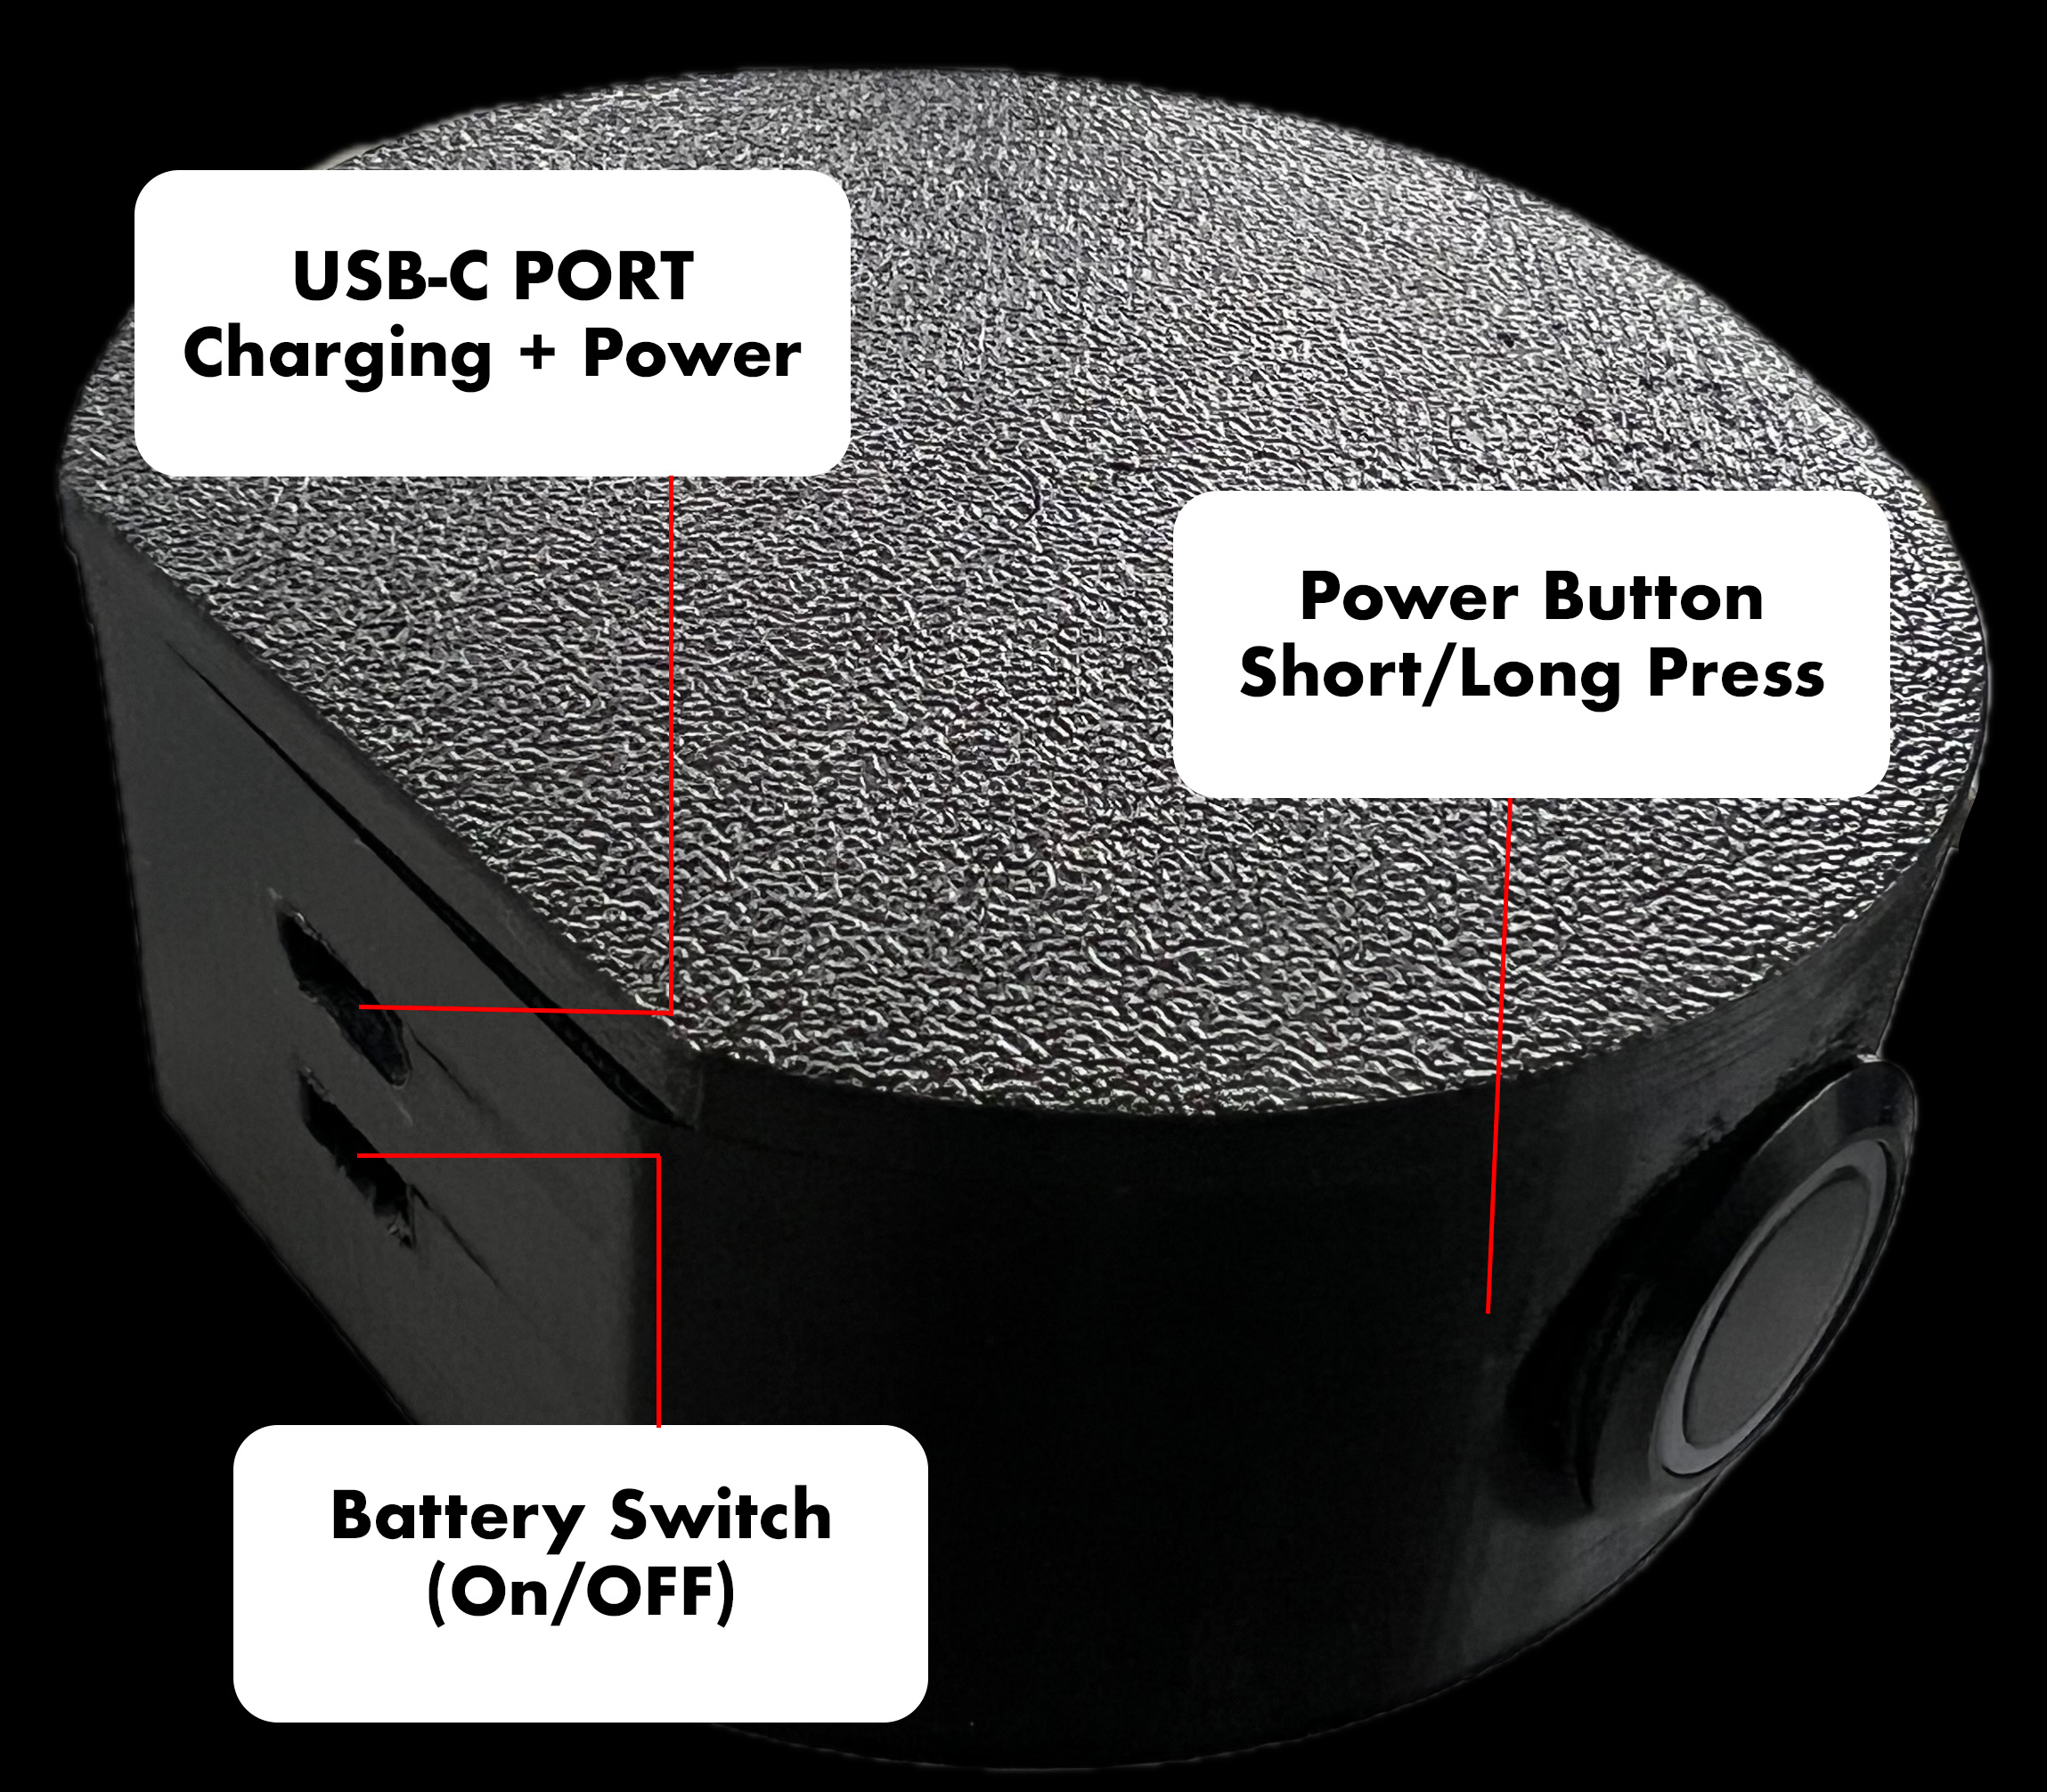 USB-C PORT
Charging + Power
Power Button
Short/Long Press
Battery Switch
(On/OFF)